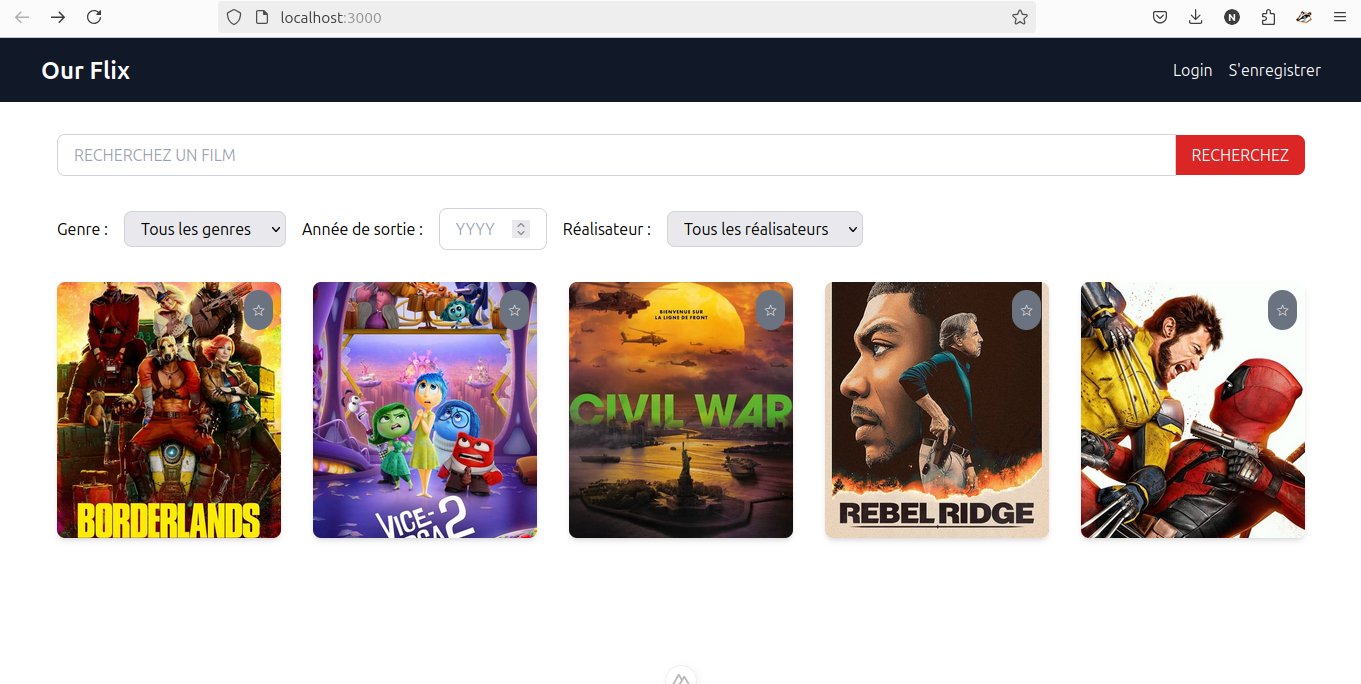 localhost:3000
N
Our Flix
Login
S'enregistrer
RECHERCHEZ UN FILM
RECHERCHEZ
Genre :
Tous les genres
Année de sortie :
YYYY
Réalisateur :
Tous les réalisateurs
BORDERLANDS
VICE-
2
BIENVENUE SUR
LA LIGNE DE FRONT
CIVIL WAR
REBEL RIDGE